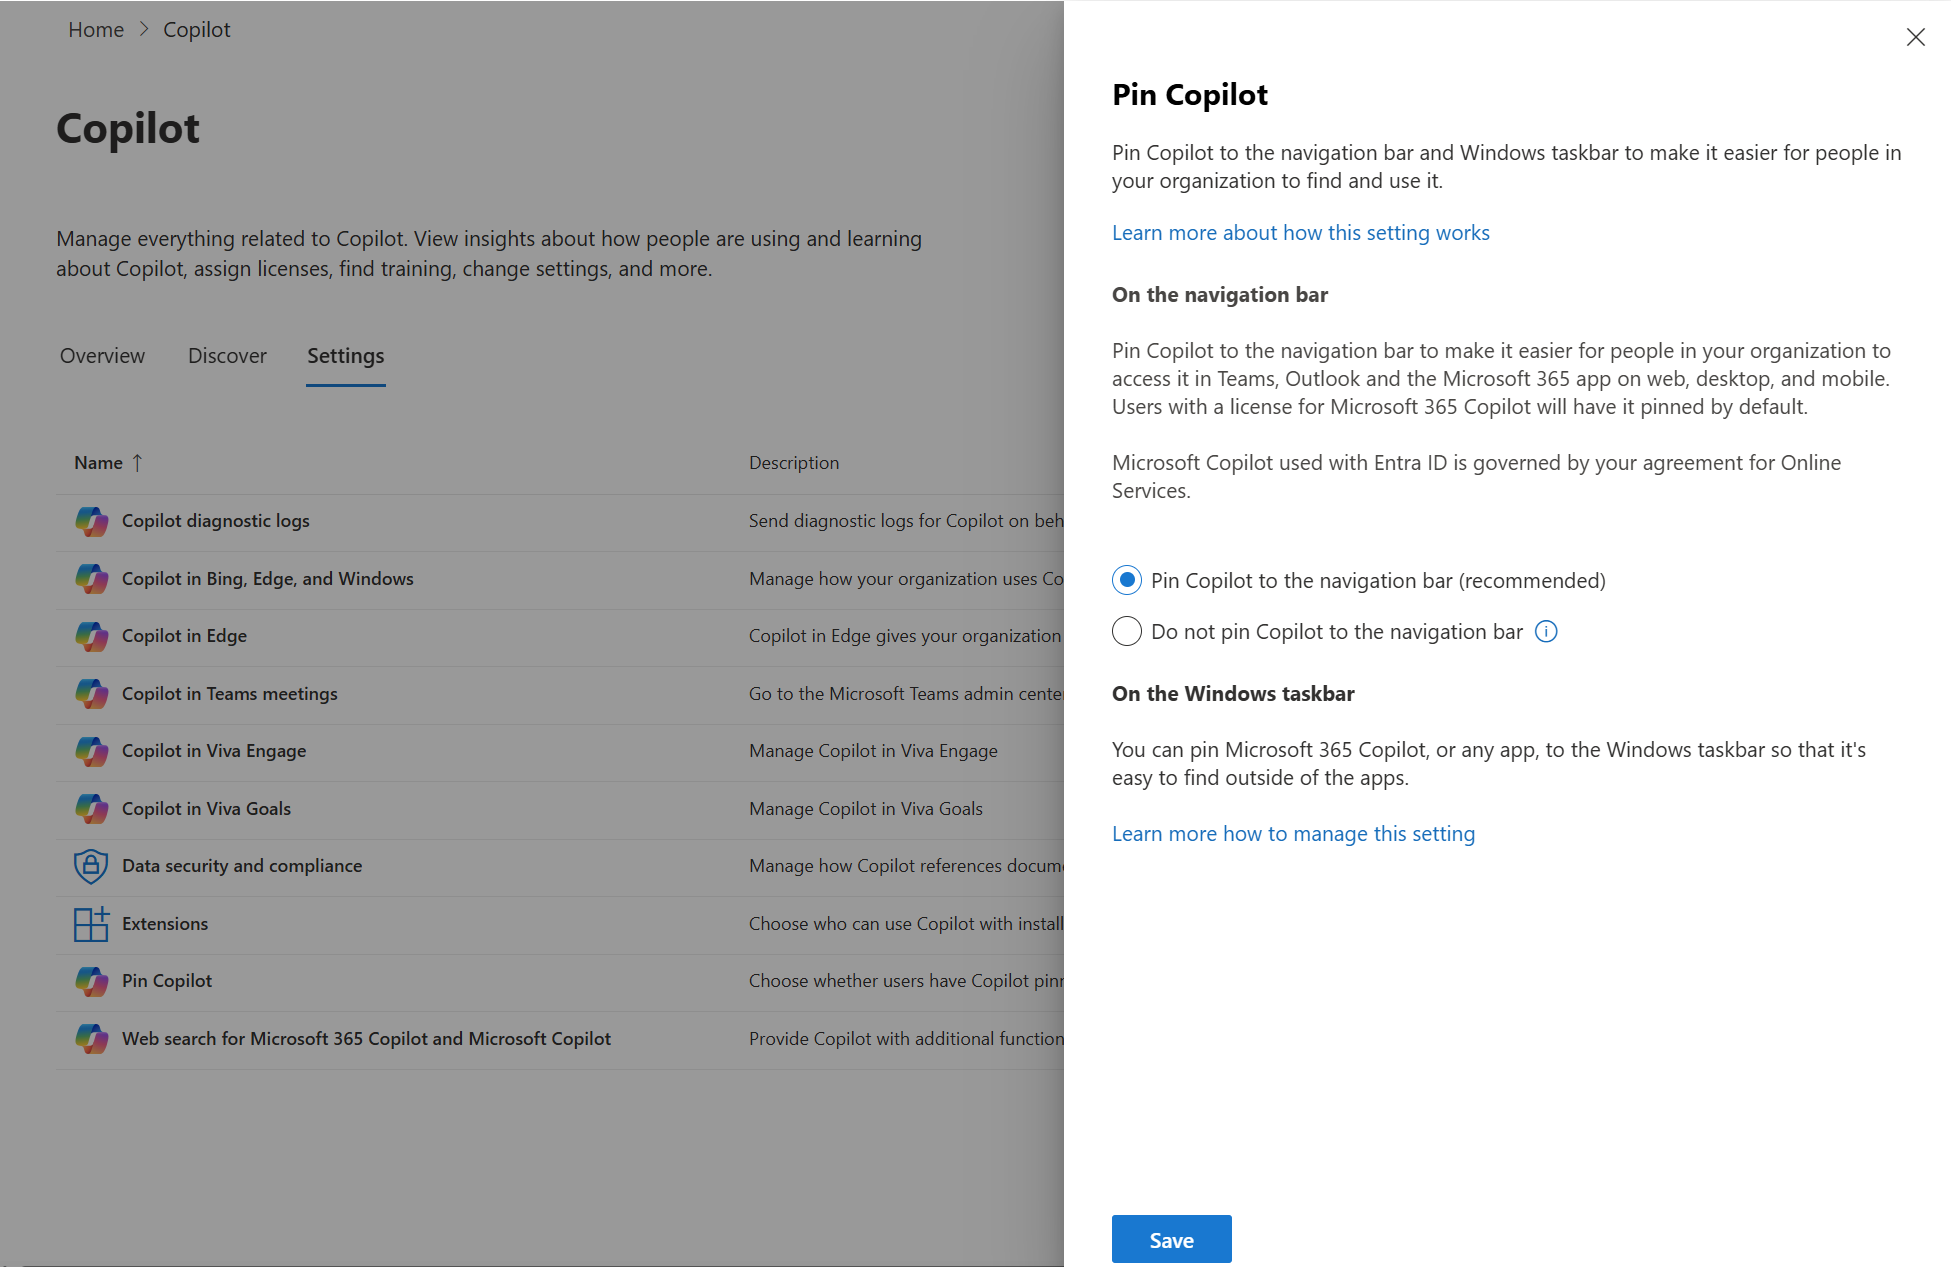 Home > Copilot
Copilot
Manage everything related to Copilot. View insights about how people are using and learning
about Copilot, assign licenses, find training, change settings, and more.
Overview Discover Settings
Name ↑ Description
Copilot diagnostic logs Send diagnostic logs for Copilot on beh
Copilot in Bing, Edge, and Windows Manage how your organization uses Co
Copilot in Edge Copilot in Edge gives your organization
Copilot in Teams meetings Go to the Microsoft Teams admin cente
Copilot in Viva Engage Manage Copilot in Viva Engage
Copilot in Viva Goals Manage Copilot in Viva Goals
Data security and compliance Manage how Copilot references docum
Extensions Choose who can use Copilot with install
Pin Copilot Choose whether users have Copilot pinn
Web search for Microsoft 365 Copilot and Microsoft Copilot Provide Copilot with additional function
Pin Copilot
Pin Copilot to the navigation bar and Windows taskbar to make it easier for people in
your organization to find and use it.
Learn more about how this setting works
On the navigation bar
Pin Copilot to the navigation bar to make it easier for people in your organization to
access it in Teams, Outlook and the Microsoft 365 app on web, desktop, and mobile.
Users with a license for Microsoft 365 Copilot will have it pinned by default.
Microsoft Copilot used with Entra ID is governed by your agreement for Online
Services.
Pin Copilot to the navigation bar (recommended)
Do not pin Copilot to the navigation bar
On the Windows taskbar
You can pin Microsoft 365 Copilot, or any app, to the Windows taskbar so that it's
easy to find outside of the apps.
Learn more how to manage this setting
Save